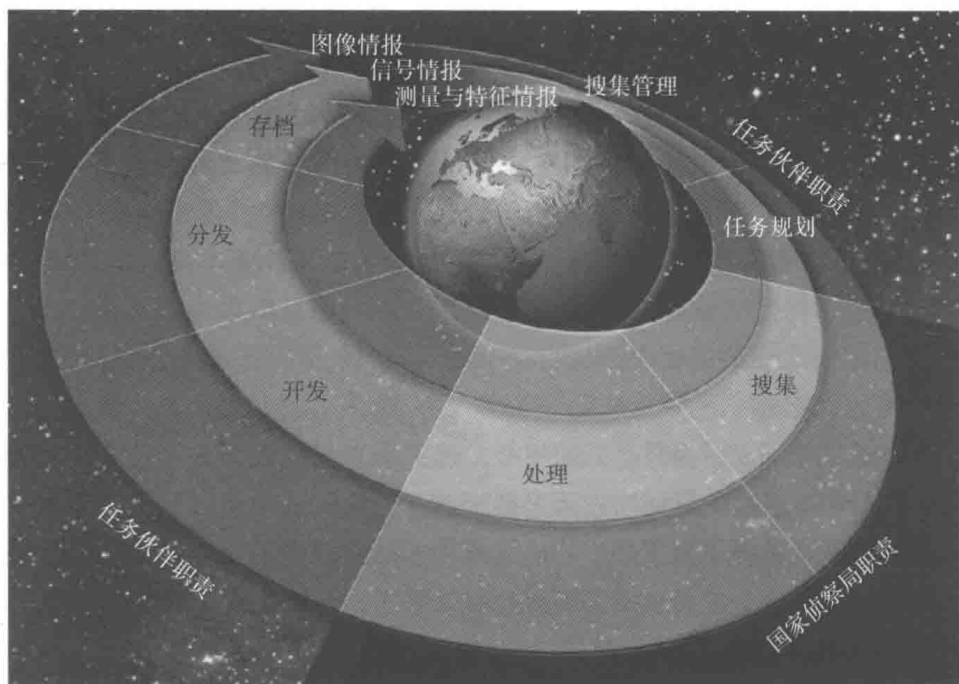 图像情报
信号情报
测量与特征情报
搜集管理
存档
任务伙伴职责
分发
任务规划
开发
搜集
处理
任务伙伴职责
国家侦察局职责